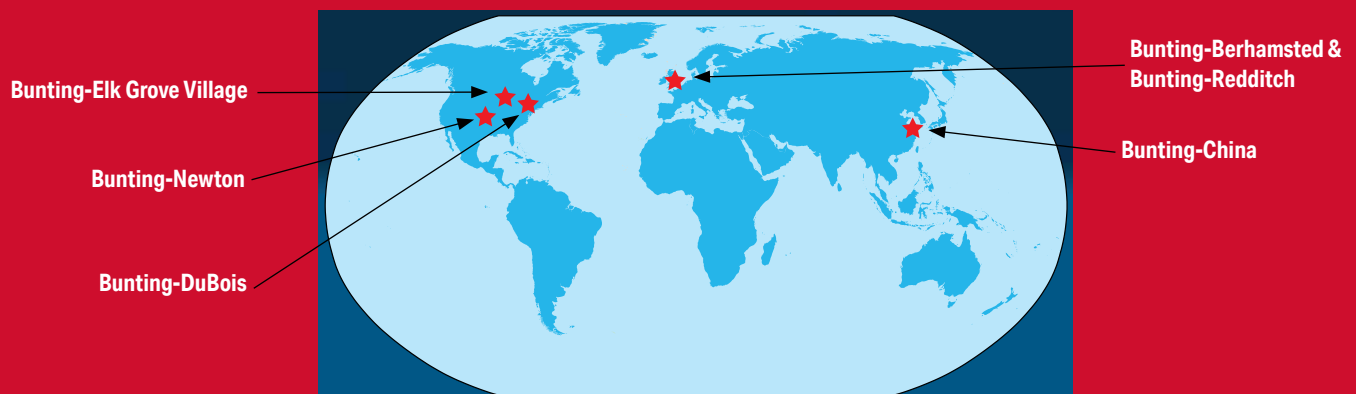 Bunting-Elk Grove Village
Bunting-Newton
Bunting-DuBois
Bunting-Berhamsted &
Bunting-Redditch
Bunting-China